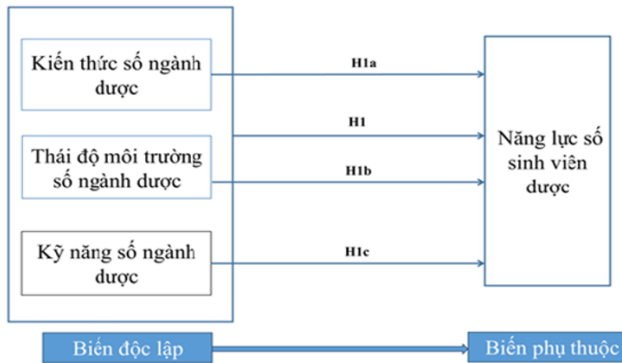 Kiến thức số ngành
dược
Thái độ môi trường
số ngành dược
Kỹ năng số ngành
dược
H1a
H1
H1b
H1c
Năng lực số
sinh viên
dược
Biến độc lập
Biến phụ thuộc